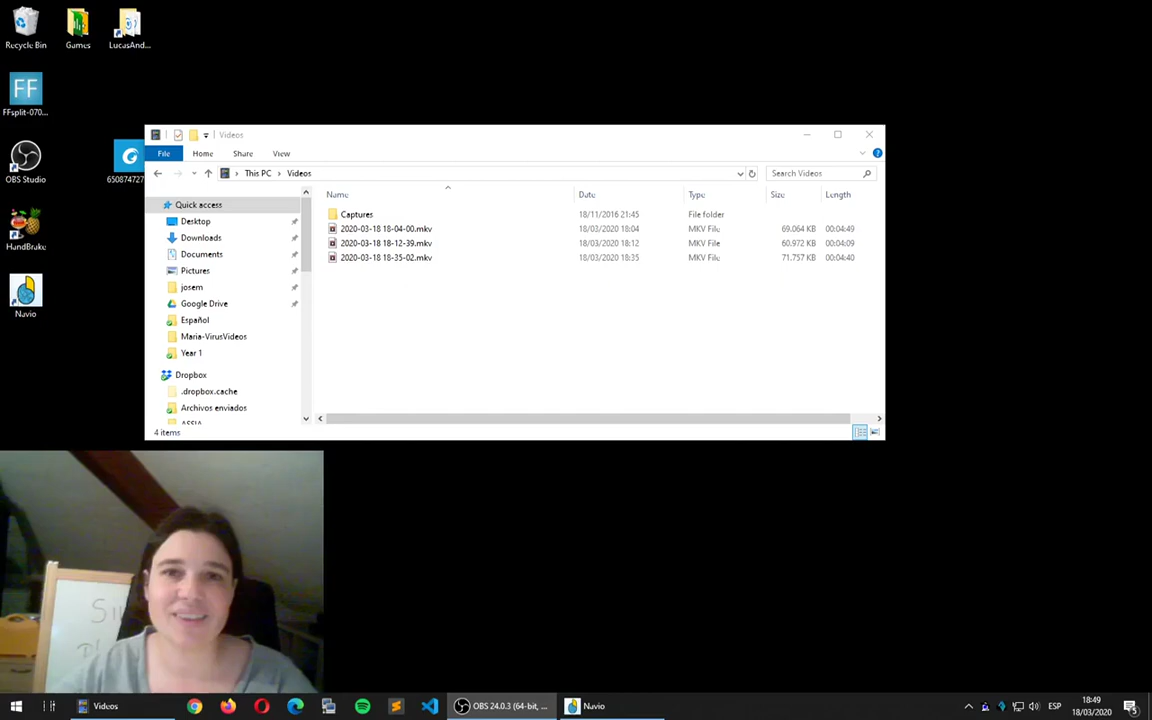 Recycle Bin
Games
LucasAnd...
FFsplit-070...
OBS Studio
650874727
HandBrake
Navio
Videos
File Home Share View
This PC > Videos
Search Videos
Name Date Type Size Length
Captures 18/11/2016 21:45 File folder
2020-03-18 18-04-00.mkv 18/03/2020 18:04 MKV File 69.064 KB 00:04:49
2020-03-18 18-12-39.mkv 18/03/2020 18:12 MKV File 60.972 KB 00:04:09
2020-03-18 18-35-02.mkv 18/03/2020 18:35 MKV File 71.757 KB 00:04:40
Quick access
Desktop
Downloads
Documents
Pictures
josem
Google Drive
Español
Maria-VirusVideos
Year 1
Dropbox
.dropbox.cache
Archivos enviados
ASSIA
4 items
Videos
OBS 24.0.3 (64-bit, ...
Navio
ESP
18:49
18/03/2020
5